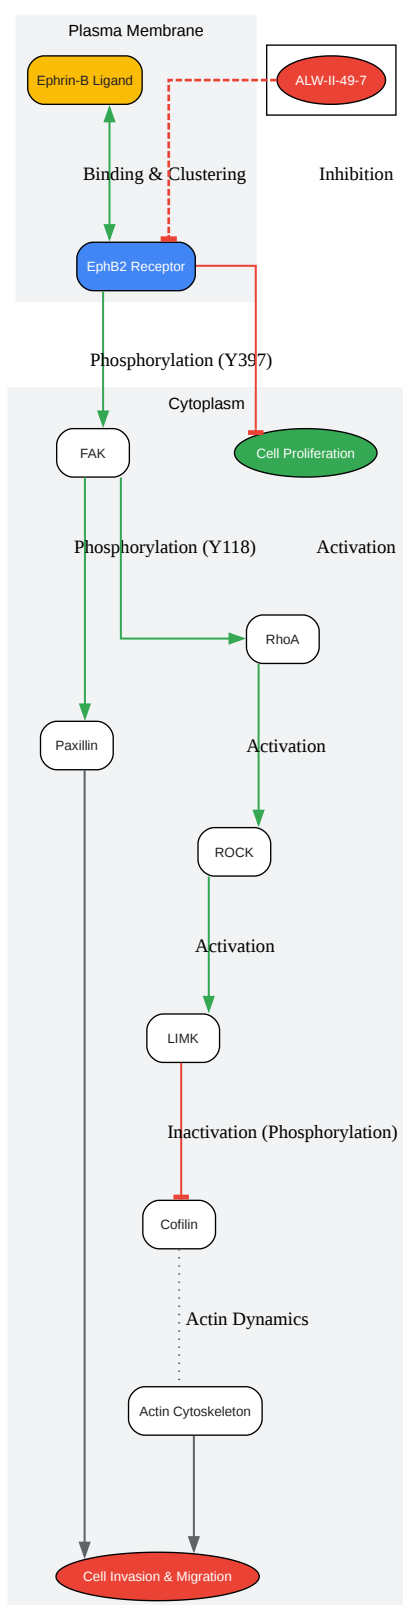 Plasma Membrane
Ephrin-B Ligand
ALW-II-49-7
Binding & Clustering
Inhibition
EphB2 Receptor
Phosphorylation (Y397)
Cytoplasm
FAK
Cell Proliferation
Phosphorylation (Y118)
Activation
RhoA
Paxillin
Activation
ROCK
Activation
LIMK
Inactivation (Phosphorylation)
Cofilin
Actin Dynamics
Actin Cytoskeleton
Cell Invasion & Migration